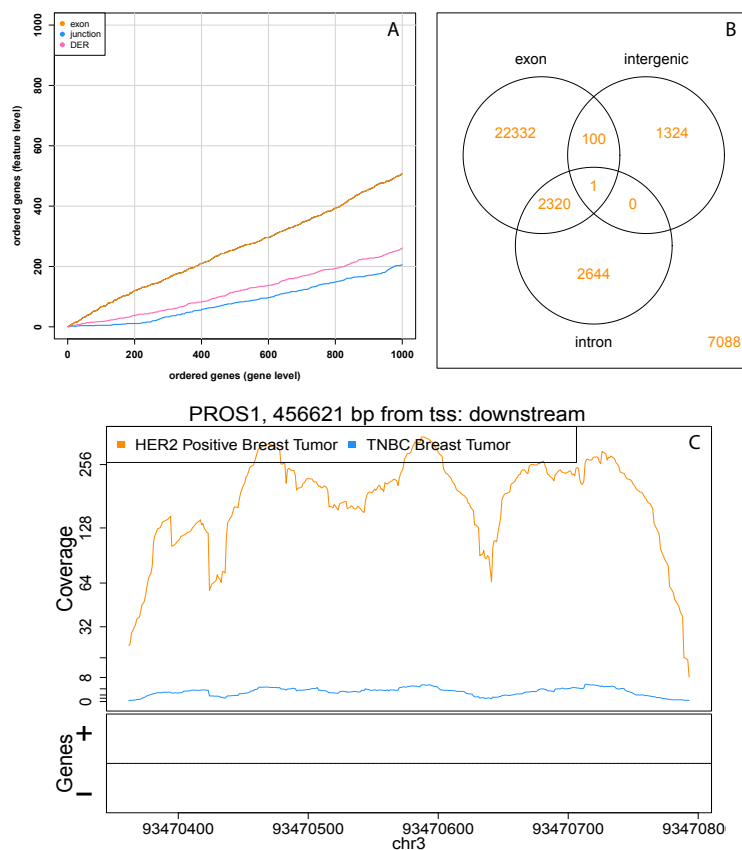 A
exon
junction
DER
ordered genes (feature level)
1000
800
600
400
200
0
0 200 400 600 800 1000
ordered genes (gene level)
B
exon intergenic
22332 100 1324
1
2320 0
2644
intron
7088
PROS1, 456621 bp from tss: downstream
HER2 Positive Breast Tumor TNBC Breast Tumor
C
Coverage
256
128
64
32
8
0
Genes
+
−
93470400 93470500 93470600 93470700 9347080
chr3